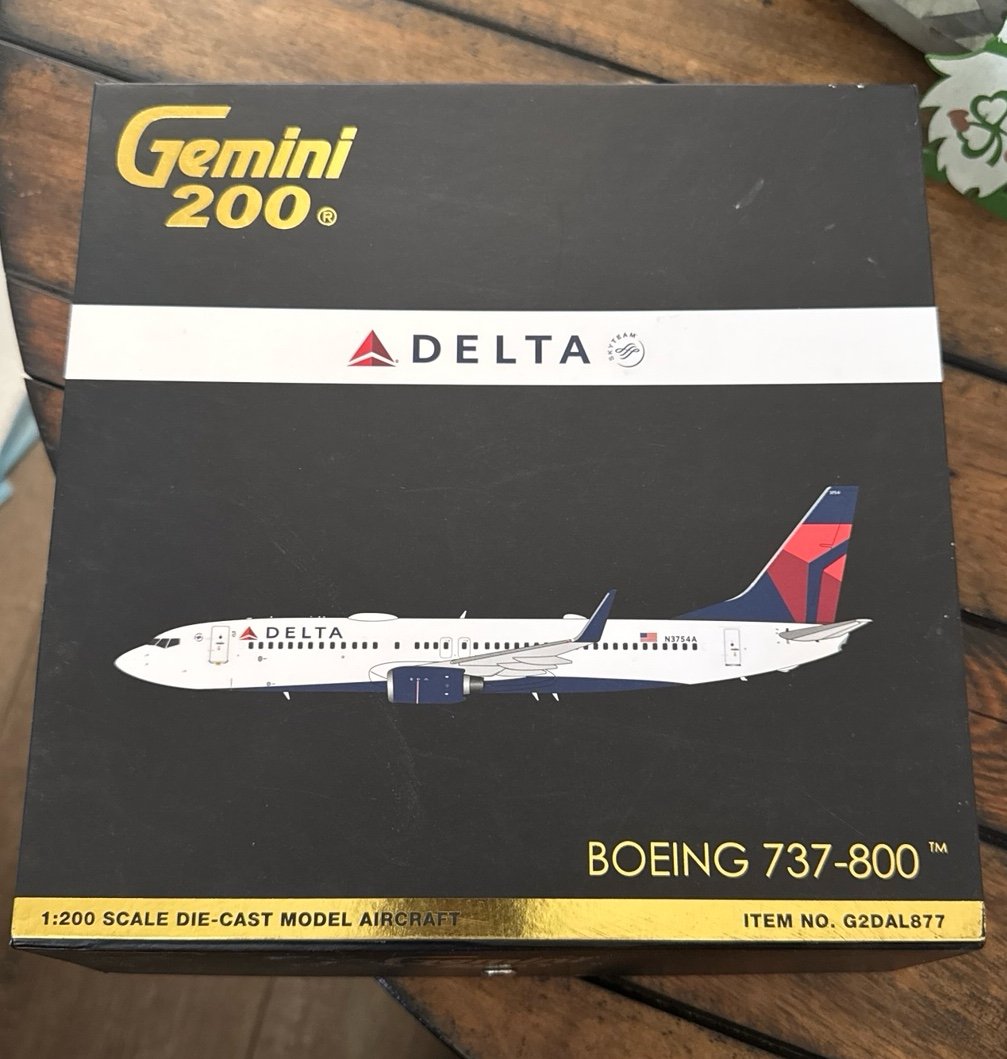 Gemini
200®
DELTA SKYTEAM
DELTA
N3754A
BOEING 737-800™
1:200 SCALE DIE-CAST MODEL AIRCRAFT
ITEM NO. G2DAL877